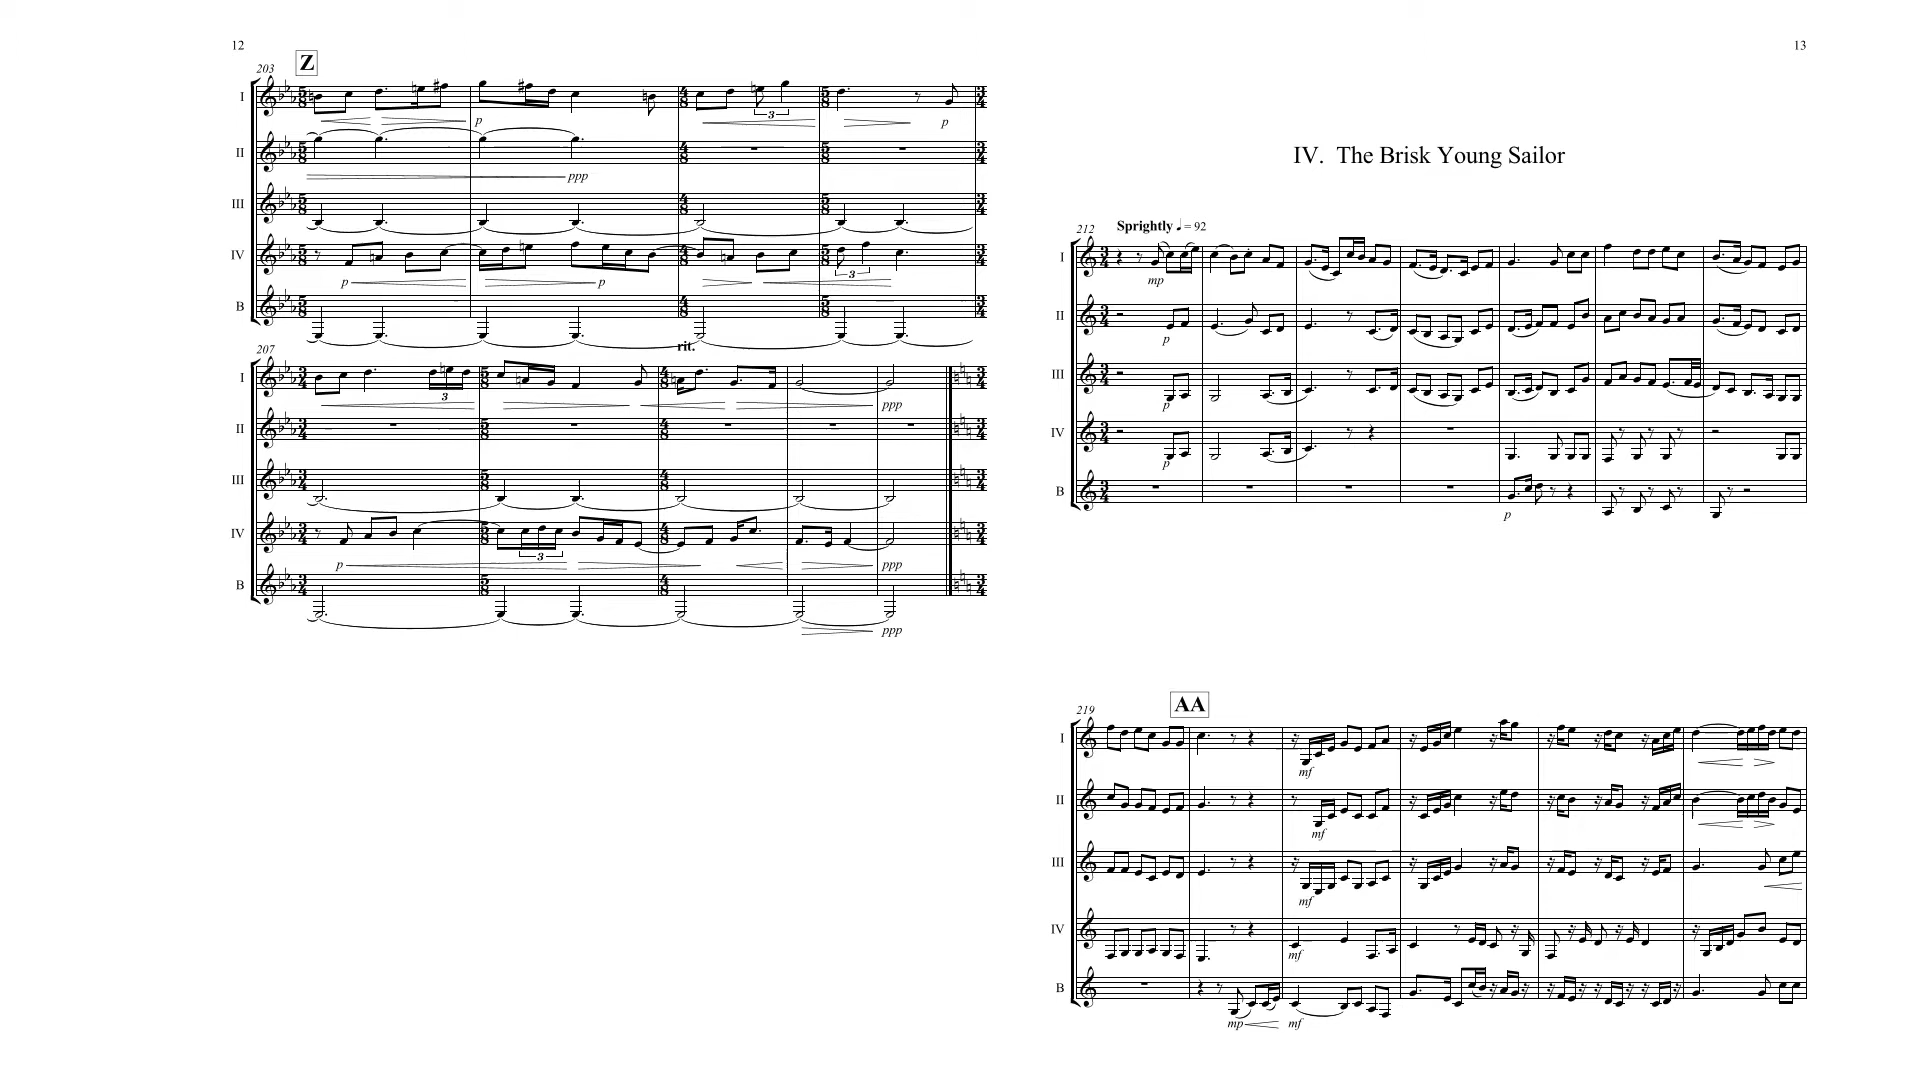 12
203 Z
I
p
p
II
ppp
III
IV
p
p
3
B
rit.
207
I
3
ppp
II
III
IV
p
3
ppp
B
ppp
13
IV. The Brisk Young Sailor
212 Sprightly ♩ = 92
I
mp
II
p
III
p
IV
p
B
p
219 AA
I
mf
II
mf
III
mf
IV
mf
B
mp mf